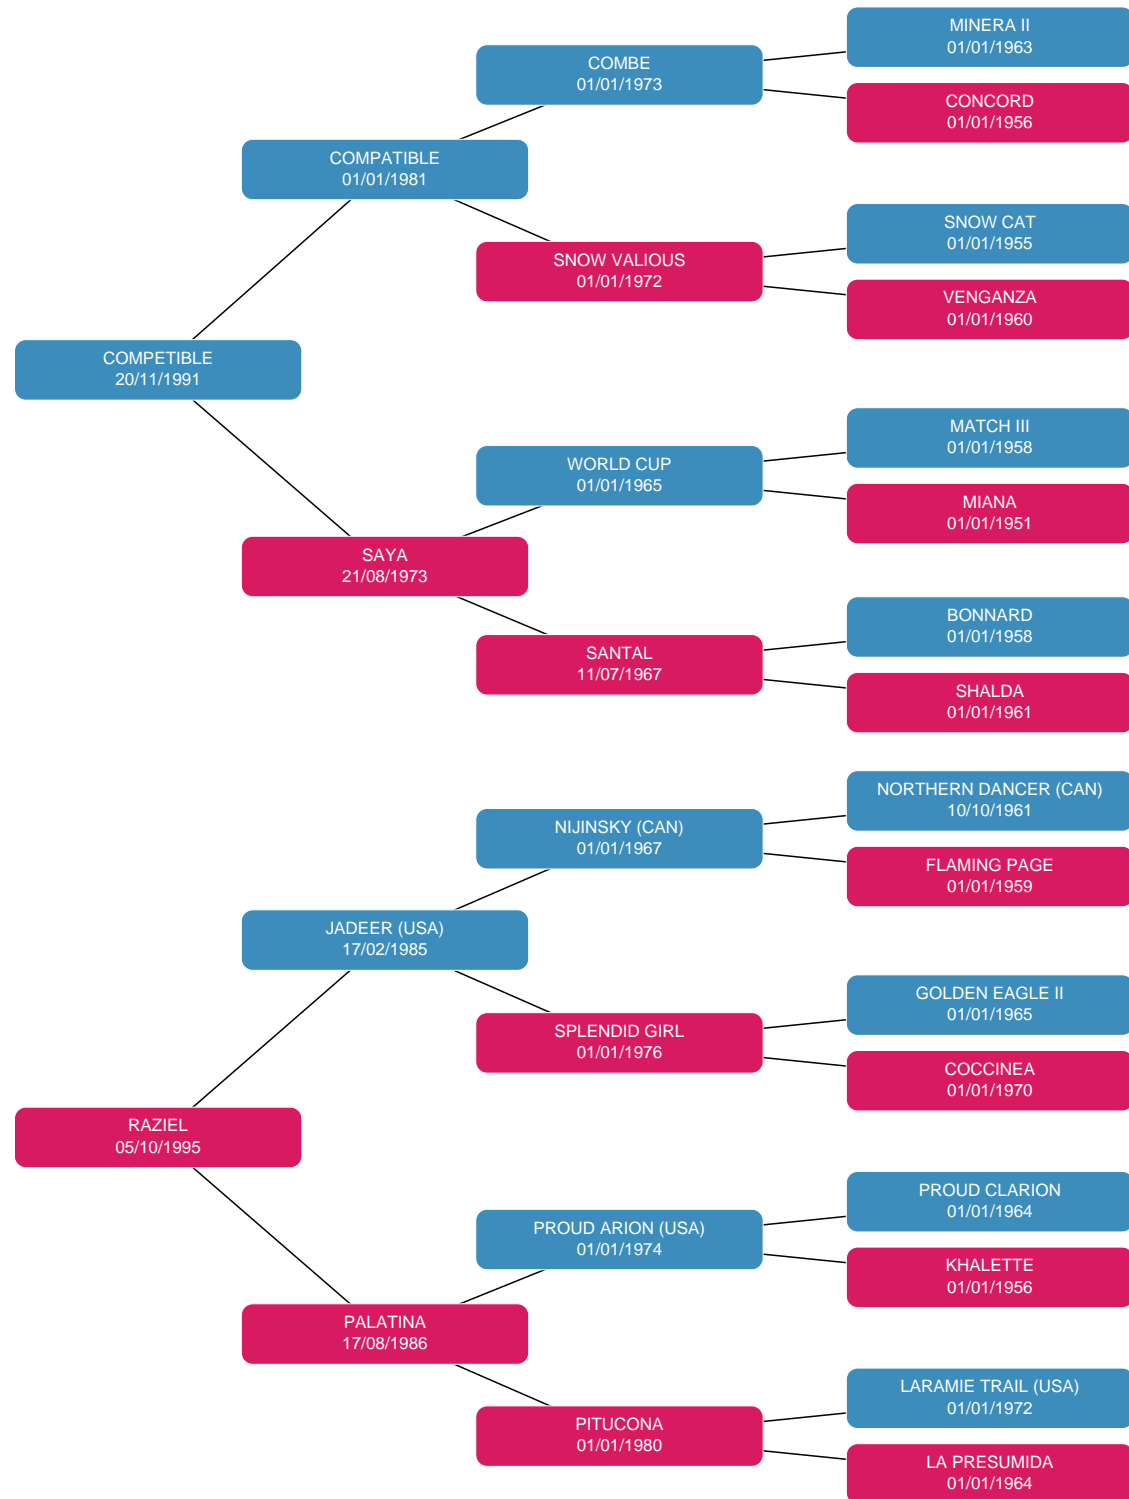 MINERA II
01/01/1963
COMBE
01/01/1973
CONCORD
01/01/1956
COMPATIBLE
01/01/1981
SNOW CAT
01/01/1955
SNOW VALIOUS
01/01/1972
VENGANZA
01/01/1960
COMPETIBLE
20/11/1991
MATCH III
01/01/1958
WORLD CUP
01/01/1965
MIANA
01/01/1951
SAYA
21/08/1973
BONNARD
01/01/1958
SANTAL
11/07/1967
SHALDA
01/01/1961
NORTHERN DANCER (CAN)
10/10/1961
NIJINSKY (CAN)
01/01/1967
FLAMING PAGE
01/01/1959
JADEER (USA)
17/02/1985
GOLDEN EAGLE II
01/01/1965
SPLENDID GIRL
01/01/1976
COCCINEA
01/01/1970
RAZIEL
05/10/1995
PROUD CLARION
01/01/1964
PROUD ARION (USA)
01/01/1974
KHALETTE
01/01/1956
PALATINA
17/08/1986
LARAMIE TRAIL (USA)
01/01/1972
PITUCONA
01/01/1980
LA PRESUMIDA
01/01/1964